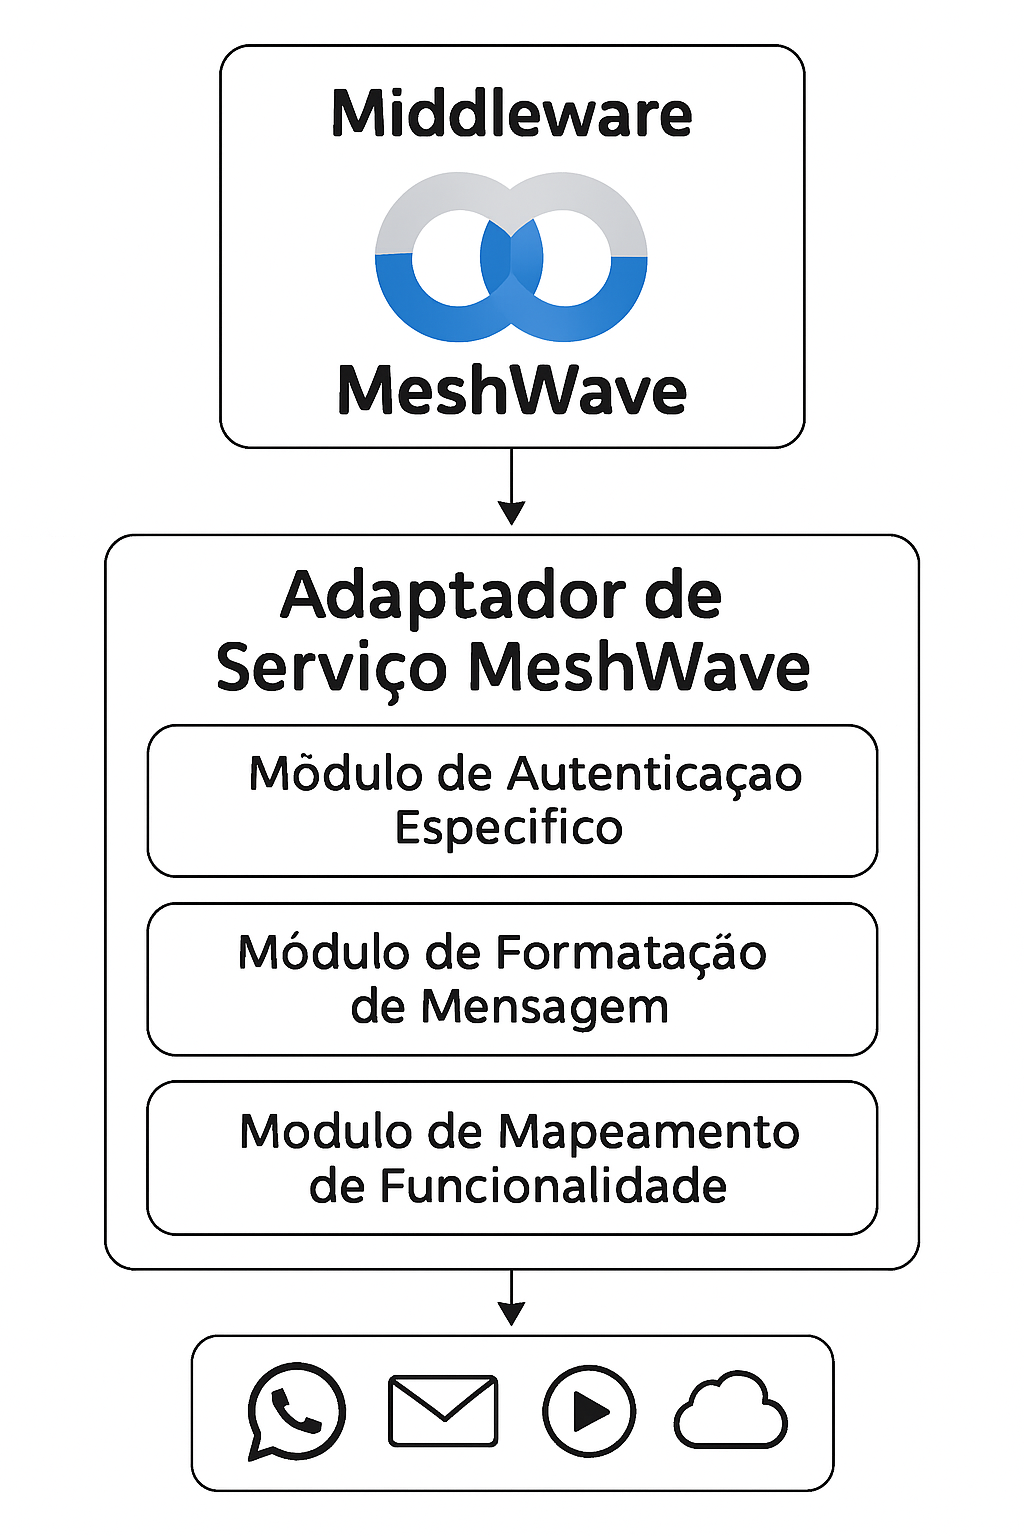 Middleware
MeshWave
Adaptador de
Serviço MeshWave
Mõdulo de Autenticaçao
Especifico
Módulo de Formatação
de Mensagem
Modulo de Mapeamento
de Funcionalidade